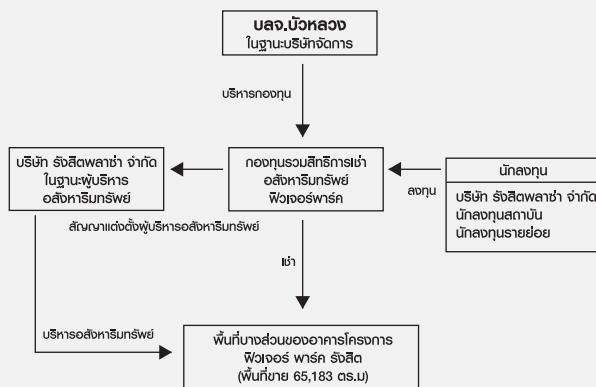 บลจ.บัวหลวง
ในฐานะบริษัทจัดการ
บริหารกองทุน
บริษัท รังสิตพลาซ่า จำกัด
ในฐานะผู้บริหาร
อสังหาริมทรัพย์
กองทุนรวมสิทธิการเช่า
อสังหาริมทรัพย์
ฟิวเจอร์พาร์ค
ลงทุน
นักลงทุน
บริษัท รังสิตพลาซ่า จำกัด
นักลงทุนสถาบัน
นักลงทุนรายย่อย
สัญญาแต่งตั้งผู้บริหารอสังหาริมทรัพย์
เช่า
บริหารอสังหาริมทรัพย์
พื้นที่บางส่วนของอาคารโครงการ
ฟิวเจอร์ พาร์ค รังสิต
(พื้นที่ขาย 65,183 ตร.ม)